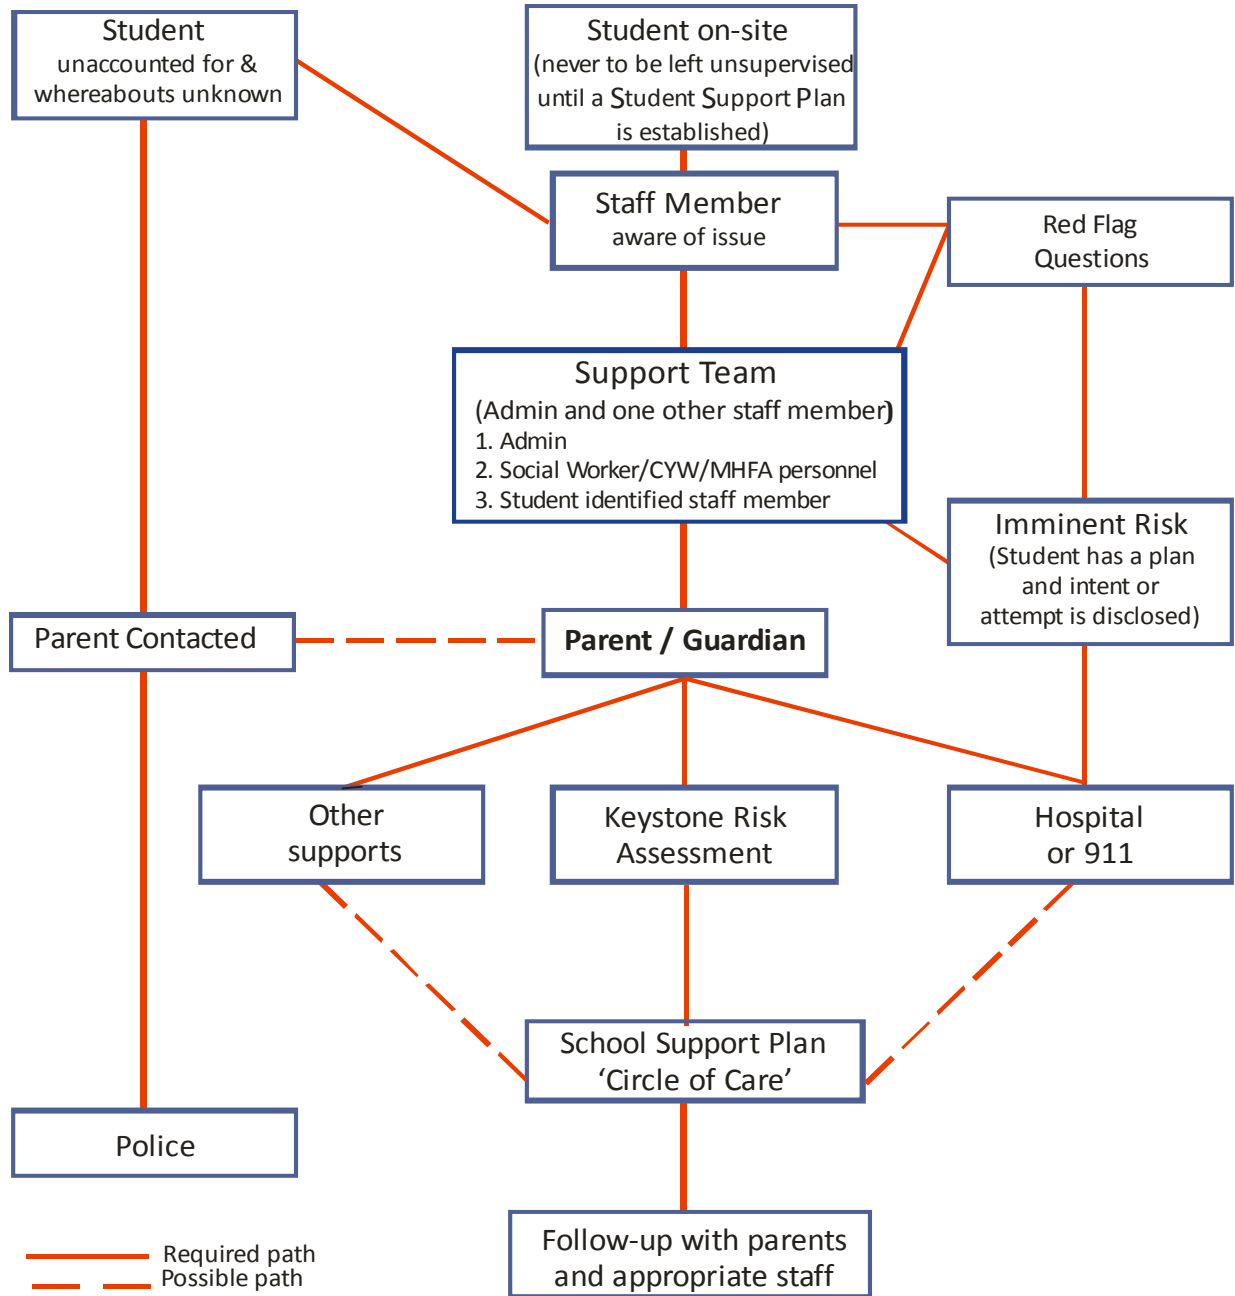 Student
unaccounted for &
whereabouts unknown
Student on-site
(never to be left unsupervised
until a Student Support Plan
is established)
Staff Member
aware of issue
Red Flag
Questions
Support Team
(Admin and one other staff member)
1. Admin
2. Social Worker/CYW/MHFA personnel
3. Student identified staff member
Imminent Risk
(Student has a plan
and intent or
attempt is disclosed)
Parent Contacted
Parent / Guardian
Other
supports
Keystone Risk
Assessment
Hospital
or 911
School Support Plan
‘Circle of Care’
Police
Follow-up with parents
and appropriate staff
Required path
Possible path